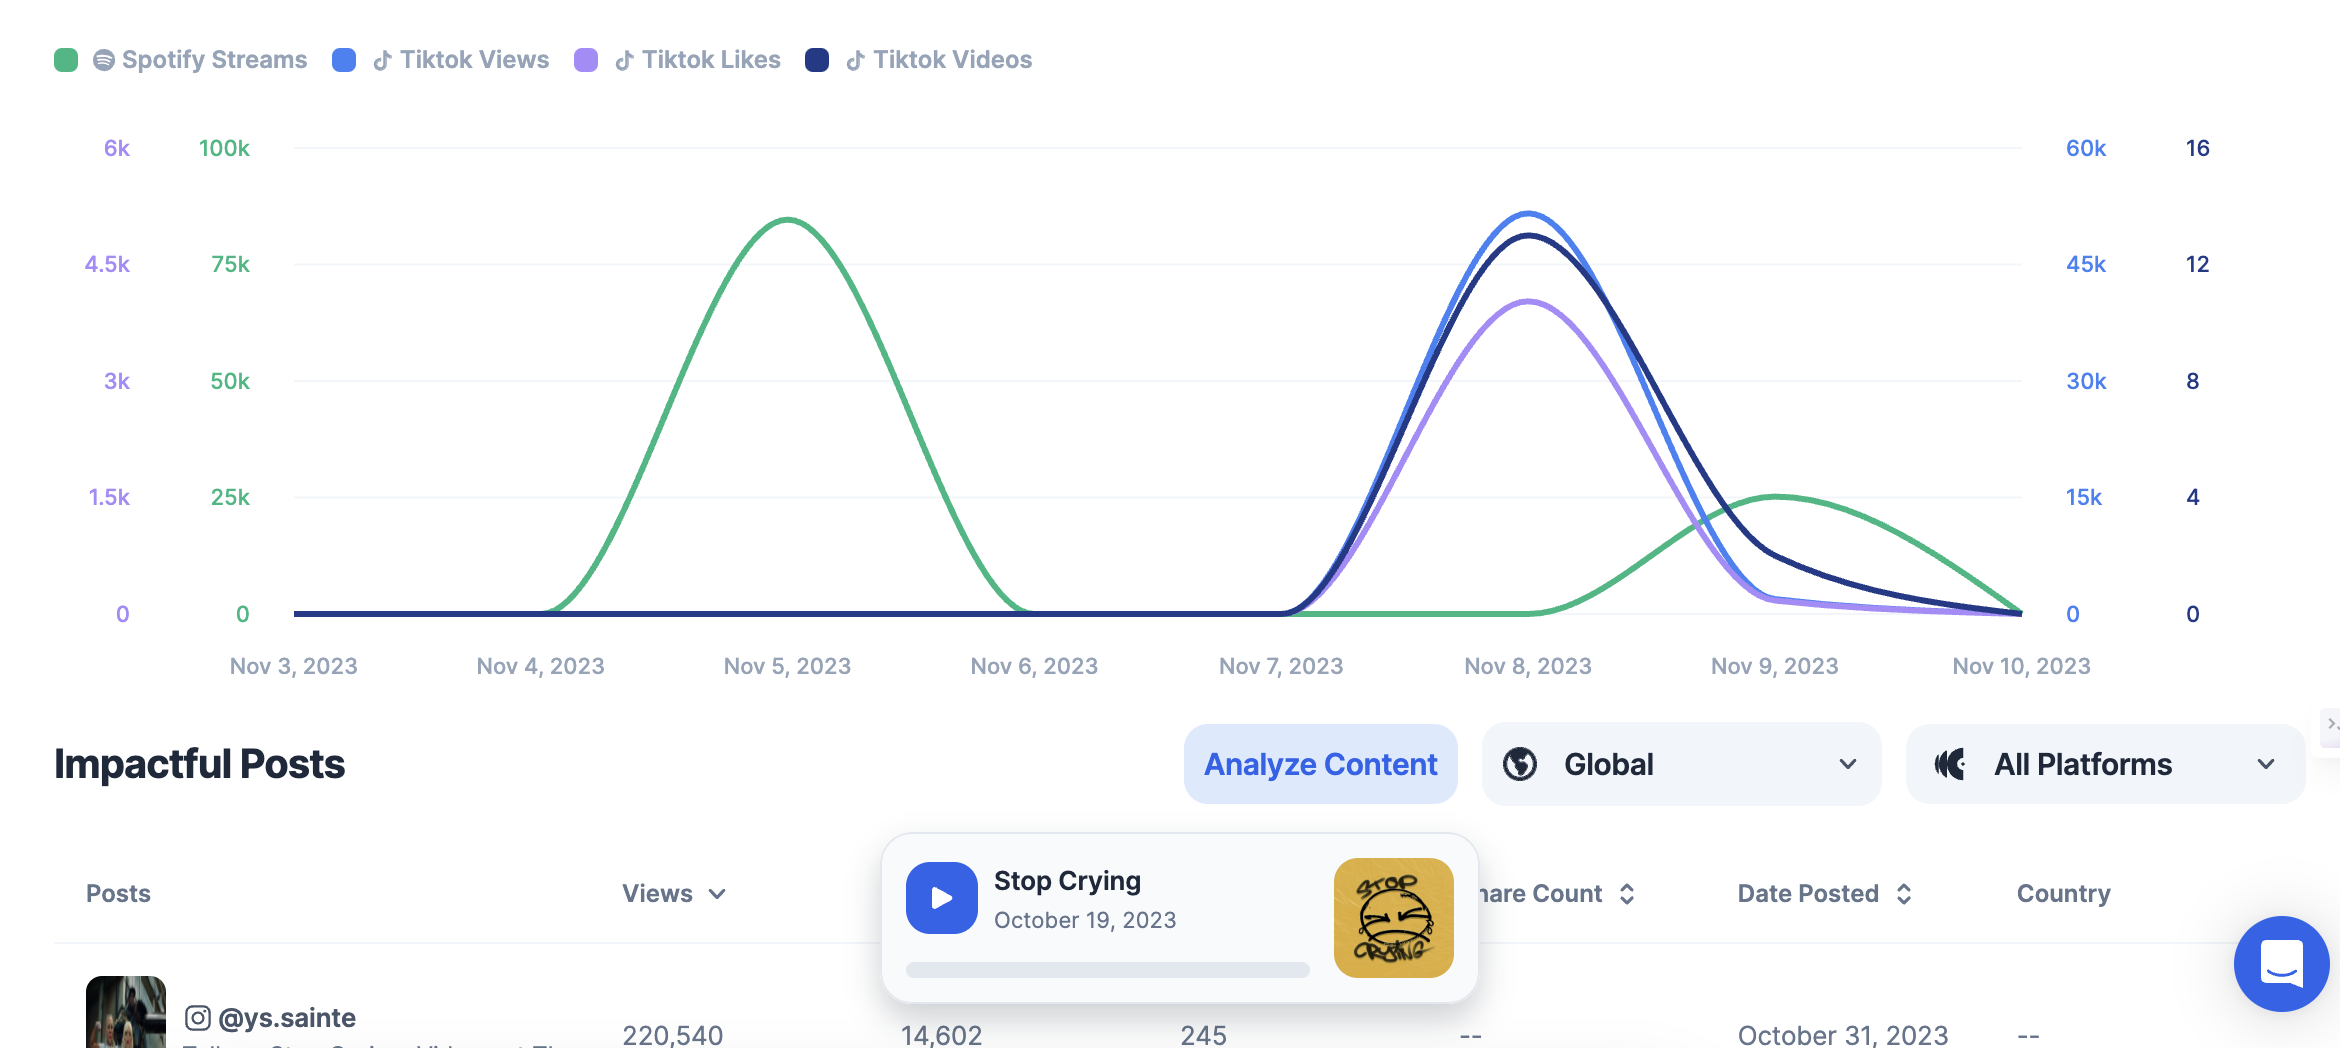 Spotify Streams Tiktok Views Tiktok Likes Tiktok Videos
6k 100k 60k 16
4.5k 75k 45k 12
3k 50k 30k 8
1.5k 25k 15k 4
0 0 0 0
Nov 3, 2023 Nov 4, 2023 Nov 5, 2023 Nov 6, 2023 Nov 7, 2023 Nov 8, 2023 Nov 9, 2023 Nov 10, 2023
Impactful Posts Analyze Content Global All Platforms
Posts Views hare Count Date Posted Country
Stop Crying
October 19, 2023
STOP
CRYING
@ys.sainte
220,540 14,602 245 -- October 31, 2023 --